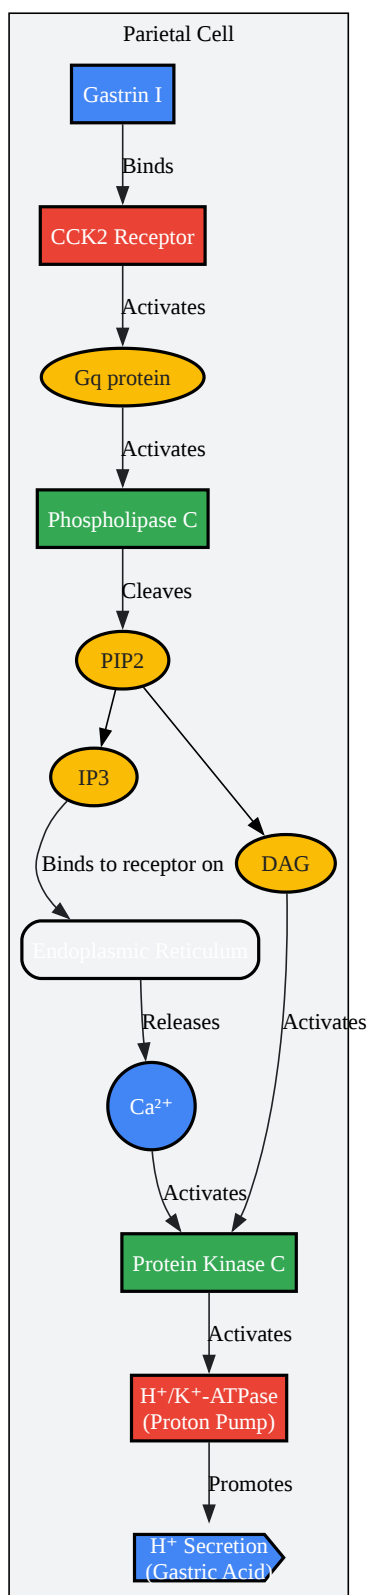 Parietal Cell
Gastrin I
Binds
CCK2 Receptor
Activates
Gq protein
Activates
Phospholipase C
Cleaves
PIP2
IP3
Binds to receptor on
DAG
Endoplasmic Reticulum
Releases
Activates
Ca²⁺
Activates
Protein Kinase C
Activates
H⁺/K⁺-ATPase
(Proton Pump)
Promotes
H⁺ Secretion
(Gastric Acid)